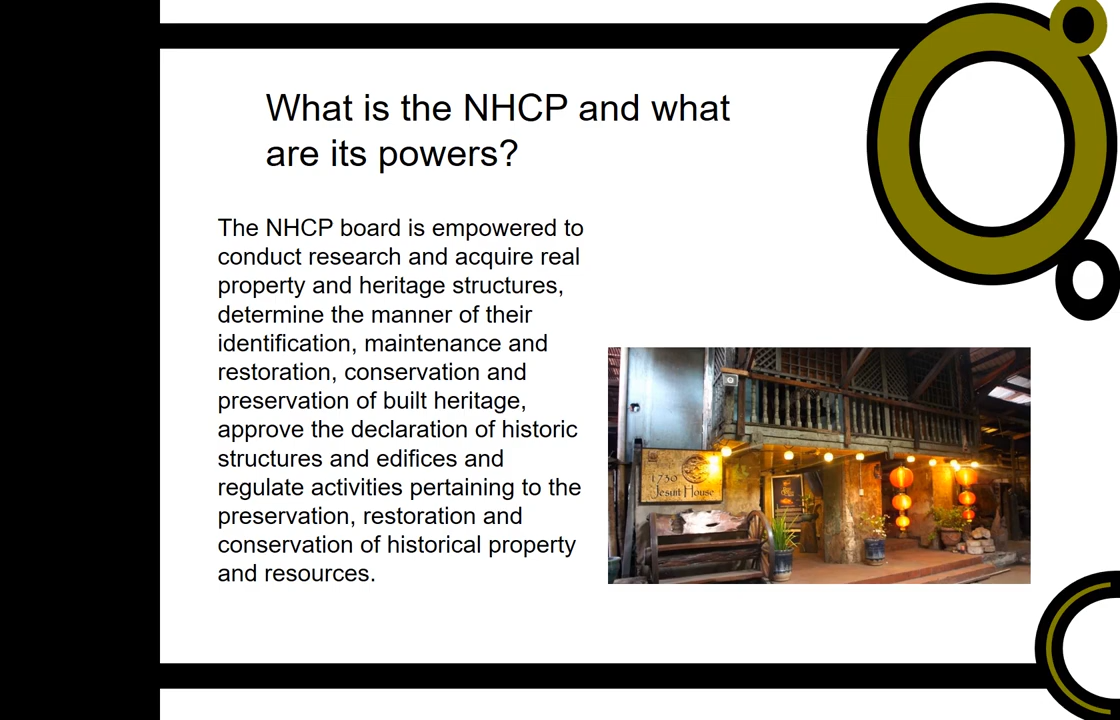 What is the NHCP and what
are its powers?
The NHCP board is empowered to
conduct research and acquire real
property and heritage structures,
determine the manner of their
identification, maintenance and
restoration, conservation and
preservation of built heritage,
approve the declaration of historic
structures and edifices and
regulate activities pertaining to the
preservation, restoration and
conservation of historical property
and resources.
1730
Jesuit House